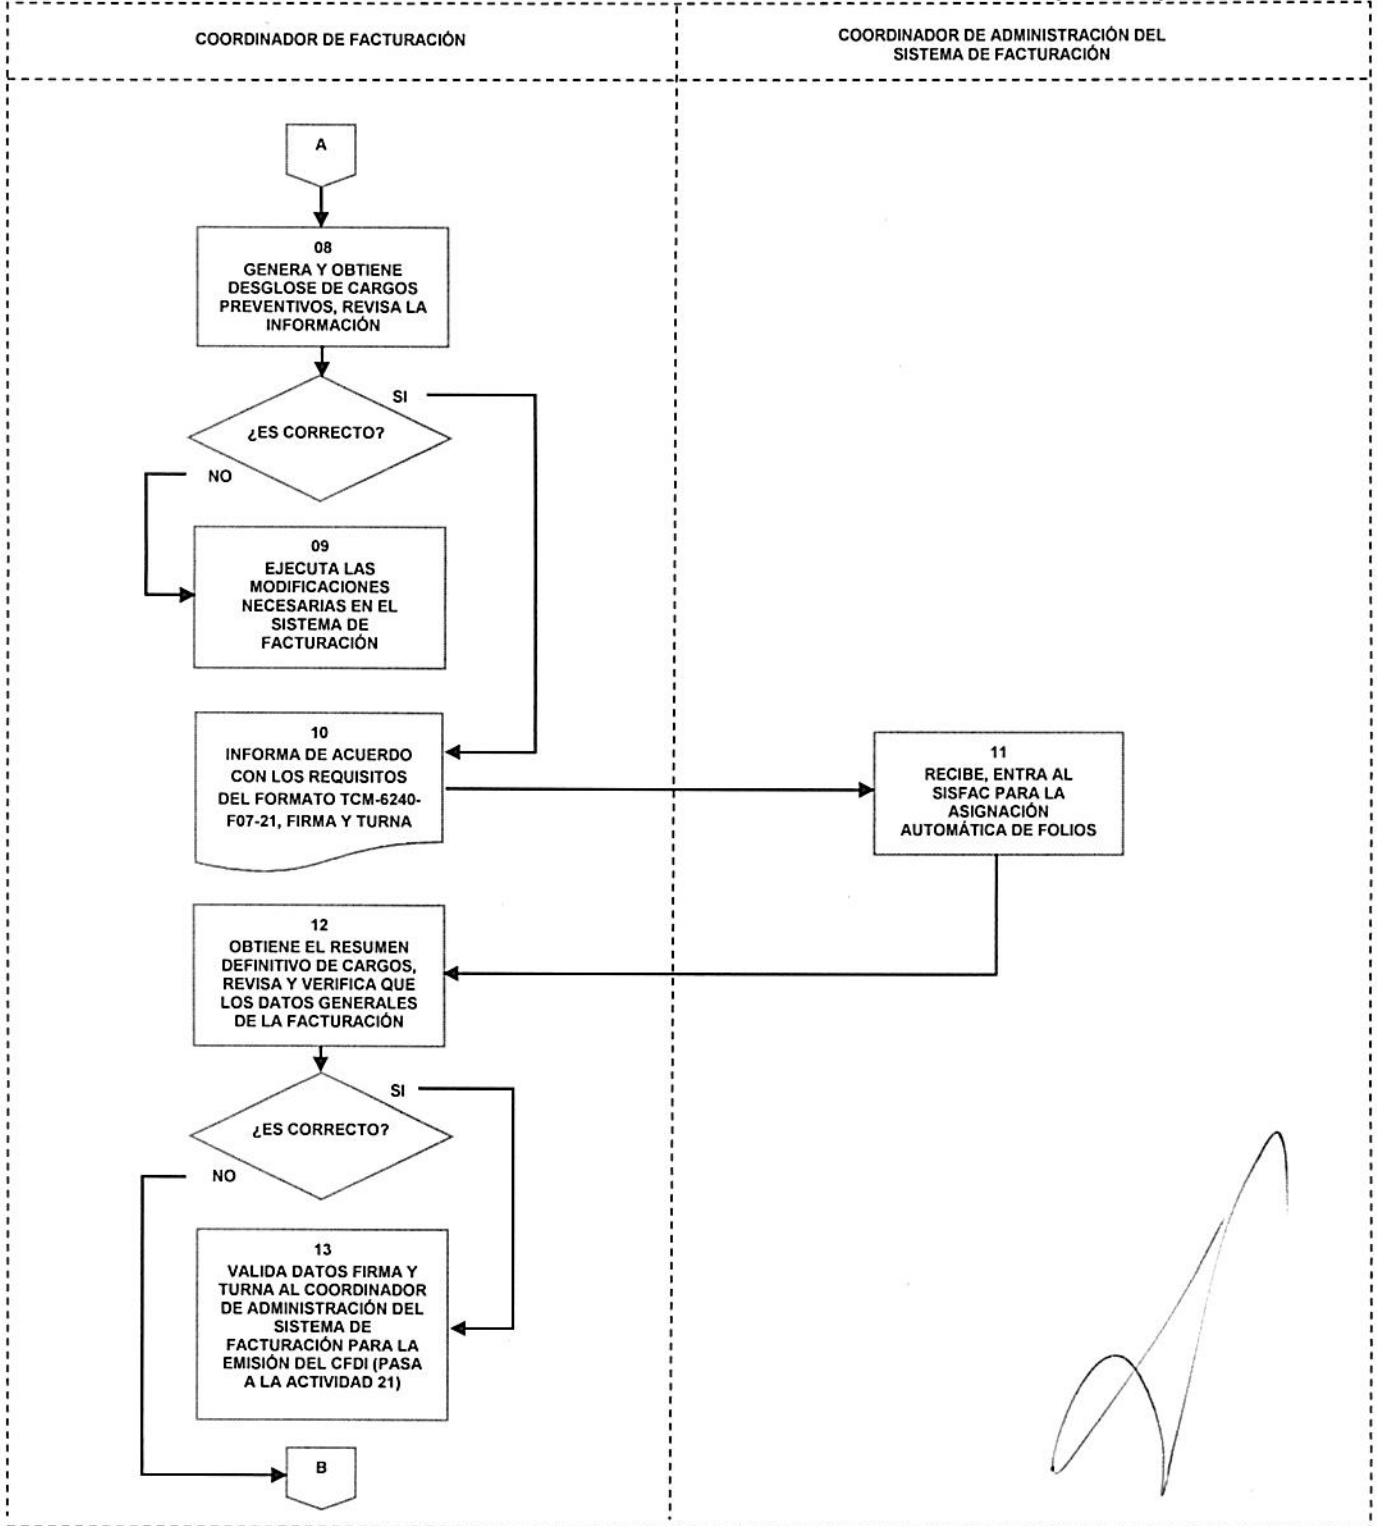 COORDINADOR DE FACTURACIÓN
COORDINADOR DE ADMINISTRACIÓN DEL
SISTEMA DE FACTURACIÓN
A
08
GENERA Y OBTIENE
DESGLOSE DE CARGOS
PREVENTIVOS, REVISA LA
INFORMACIÓN
SI
¿ES CORRECTO?
NO
09
EJECUTA LAS
MODIFICACIONES
NECESARIAS EN EL
SISTEMA DE
FACTURACIÓN
10
INFORMA DE ACUERDO
CON LOS REQUISITOS
DEL FORMATO TCM-6240-
F07-21, FIRMA Y TURNA
11
RECIBE, ENTRA AL
SISFAC PARA LA
ASIGNACIÓN
AUTOMÁTICA DE FOLIOS
12
OBTIENE EL RESUMEN
DEFINITIVO DE CARGOS,
REVISA Y VERIFICA QUE
LOS DATOS GENERALES
DE LA FACTURACIÓN
SI
¿ES CORRECTO?
NO
13
VALIDA DATOS FIRMA Y
TURNA AL COORDINADOR
DE ADMINISTRACIÓN DEL
SISTEMA DE
FACTURACIÓN PARA LA
EMISIÓN DEL CFDI (PASA
A LA ACTIVIDAD 21)
B